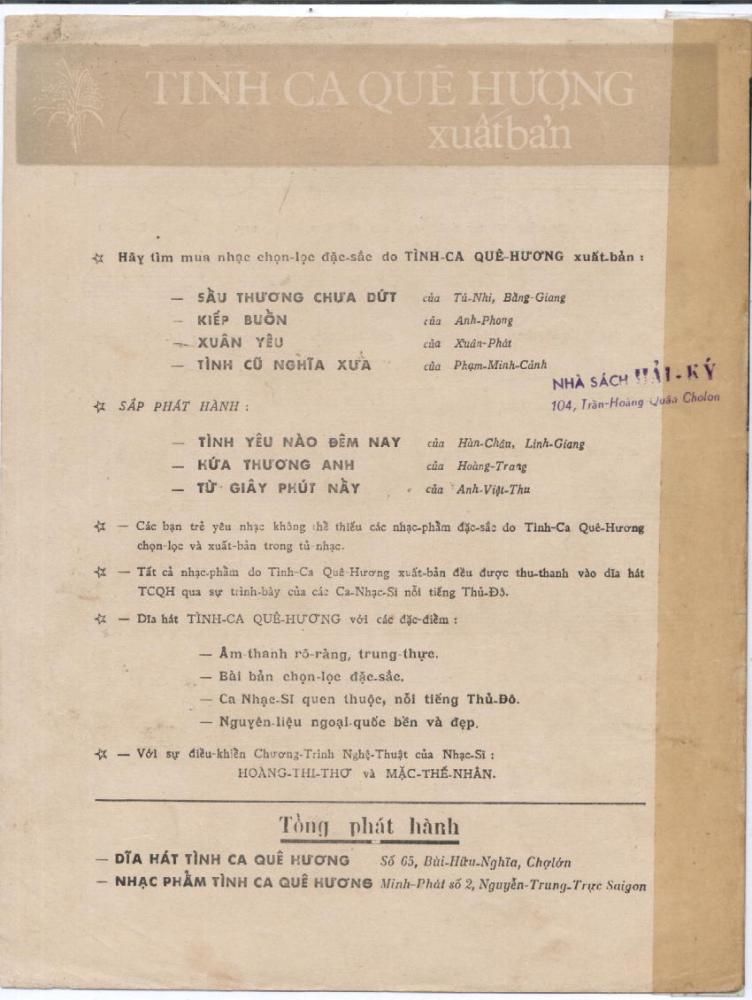 TÌNH CA QUÊ HƯƠNG
xuất bản
Hãy tìm mua nhạc chọn-lọc đặc-sắc do TÌNH-CA QUÊ-HƯƠNG xuất-bản :
— SẦU THƯƠNG CHƯA DỨT của Tú-Nhi, Bằng-Giang
— KIẾP BUỒN của Anh-Phong
— XUÂN YÊU của Xuân-Phát
— TÌNH CŨ NGHĨA XƯA của Phạm-Minh-Cảnh
NHÀ SÁCH HẢI-KÝ
104, Trần-Hoàng-Quân Cholon
SẮP PHÁT HÀNH :
— TÌNH YÊU NÀO ĐÊM NAY của Hàn-Châu, Linh-Giang
— HỨA THƯƠNG ANH của Hoàng-Trang
— TỪ GIÂY PHÚT NẦY của Anh-Việt-Thu
— Các bạn trẻ yêu nhạc không thể thiếu các nhạc-phẩm đặc-sắc do Tình-Ca Quê-Hương
chọn-lọc và xuất-bản trong tủ-nhạc.
— Tất cả nhạc-phẩm do Tình-Ca Quê-Hương xuất-bản đều được thu-thanh vào dĩa hát
TCQH qua sự trình-bày của các Ca-Nhạc-Sĩ nổi tiếng Thủ-Đô.
— Dĩa hát TÌNH-CA QUÊ-HƯƠNG với các đặc-điểm :
— Âm-thanh rõ-ràng, trung-thực.
— Bài bản chọn-lọc đặc-sắc.
— Ca Nhạc-Sĩ quen thuộc, nổi tiếng Thủ-Đô.
— Nguyên-liệu ngoại-quốc bền và đẹp.
— Với sự điều-khiển Chương-Trình Nghệ-Thuật của Nhạc-Sĩ :
HOÀNG-THI-THƠ và MẶC-THẾ-NHÂN.
Tổng phát hành
— DĨA HÁT TÌNH CA QUÊ HƯƠNG Số 65, Bùi-Hữu-Nghĩa, Chợlớn
— NHẠC PHẨM TÌNH CA QUÊ HƯƠNG Minh-Phát số 2, Nguyễn-Trung-Trực Saigon